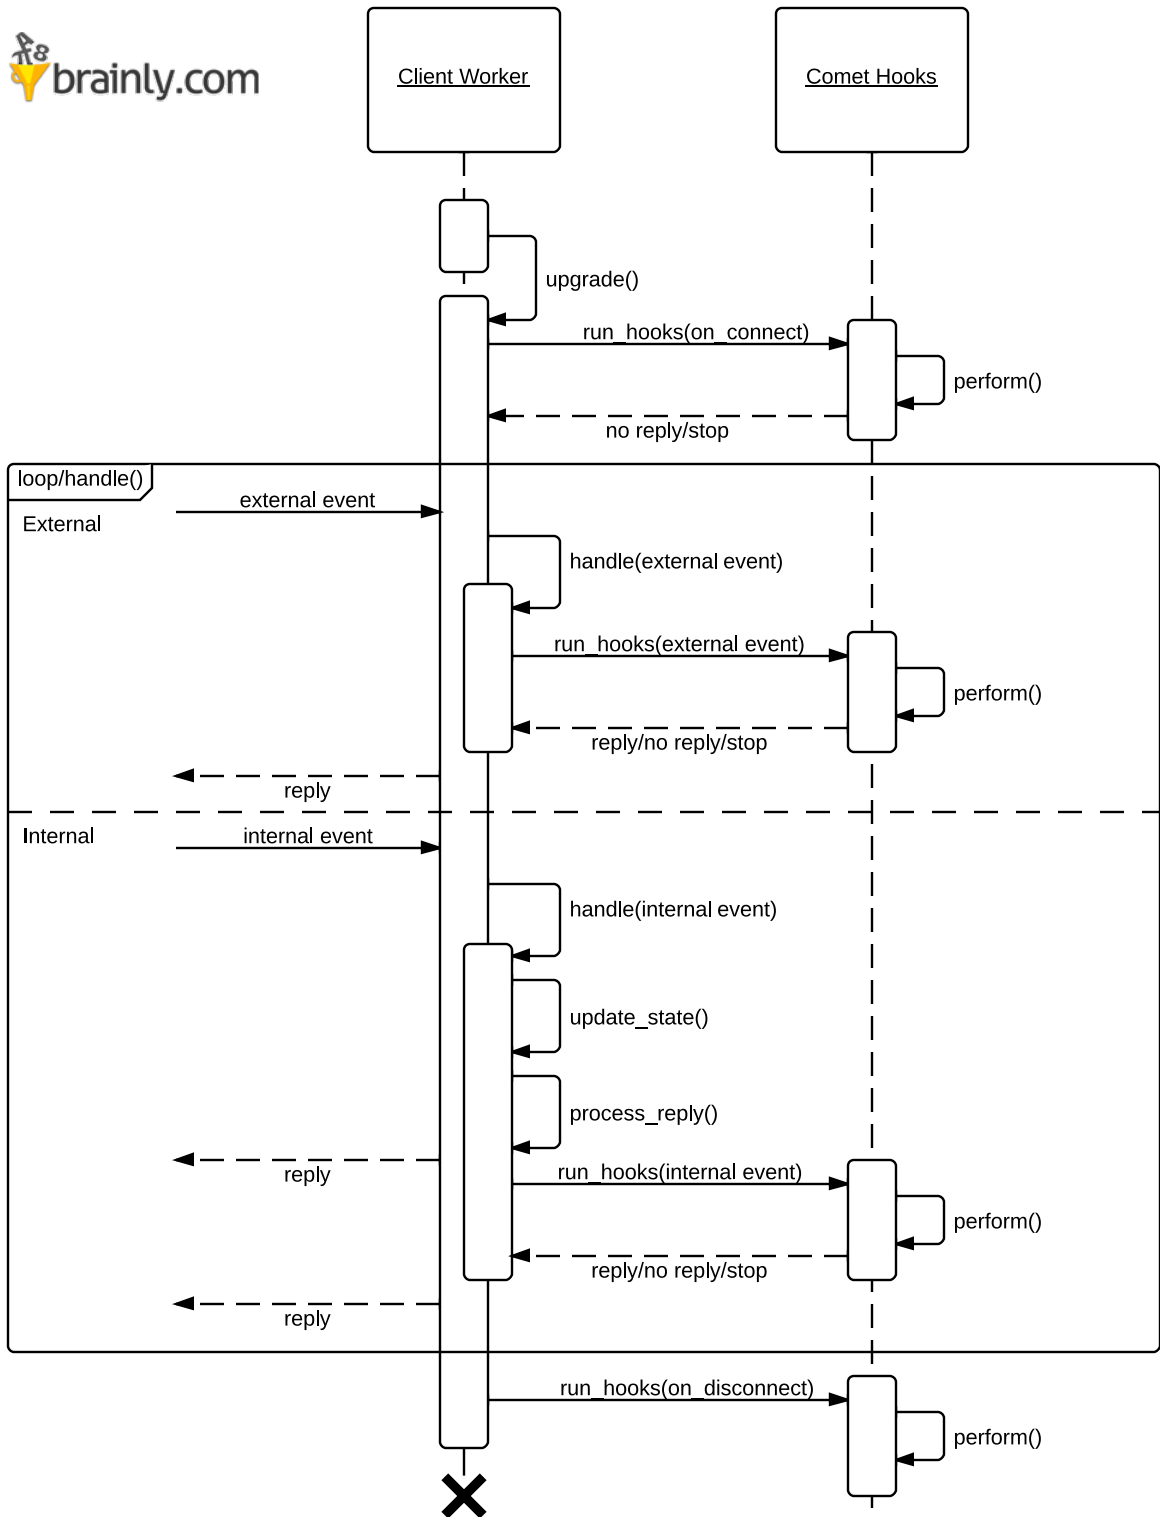 brainly.com
Client Worker
Comet Hooks
upgrade()
run_hooks(on_connect)
perform()
no reply/stop
loop/handle()
external event
External
handle(external event)
run_hooks(external event)
perform()
reply/no reply/stop
reply
Internal
internal event
handle(internal event)
update_state()
process_reply()
reply
run_hooks(internal event)
perform()
reply/no reply/stop
reply
run_hooks(on_disconnect)
perform()